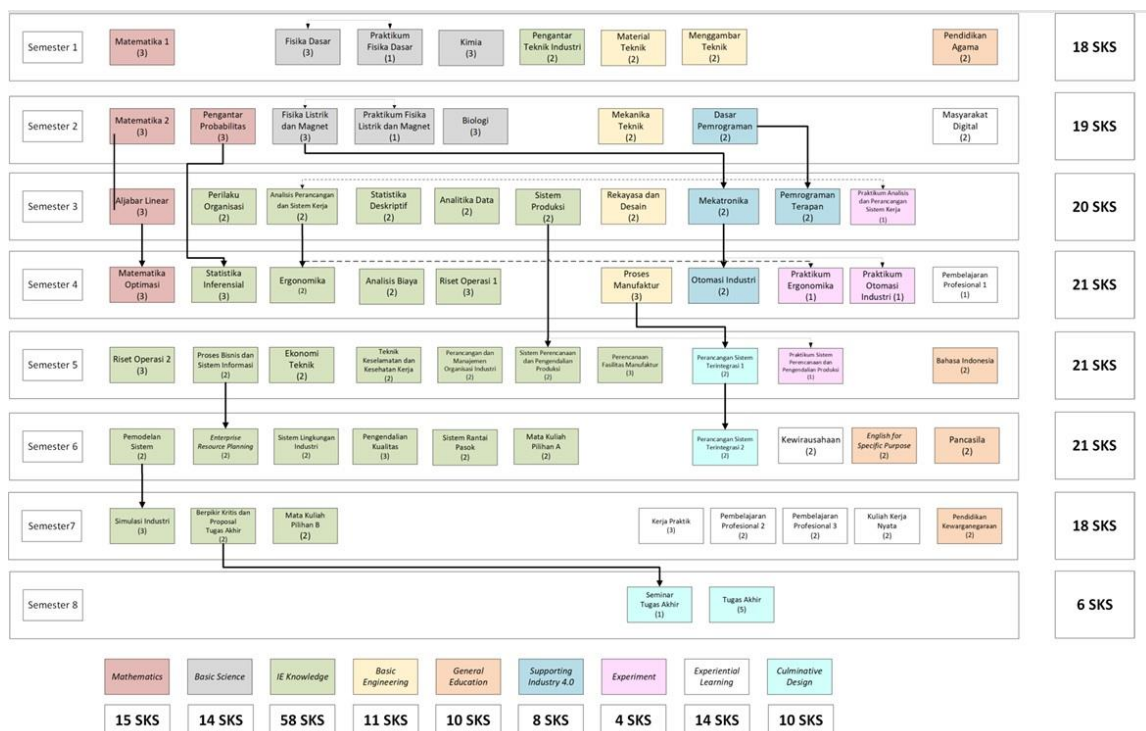 Semester 1
Matematika 1
(3)
Fisika Dasar
(3)
Praktikum
Fisika Dasar
(1)
Kimia
(3)
Pengantar
Teknik Industri
(2)
Material
Teknik
(2)
Menggambar
Teknik
(2)
Pendidikan
Agama
(2)
18 SKS
Semester 2
Matematika 2
(3)
Pengantar
Probabilitas
(3)
Fisika Listrik
dan Magnet
(3)
Praktikum Fisika
Listrik dan Magnet
(1)
Biologi
(3)
Mekanika
Teknik
(2)
Dasar
Pemrograman
(2)
Masyarakat
Digital
(2)
19 SKS
Semester 3
Aljabar Linear
(3)
Perilaku
Organisasi
(2)
Analisis Perancangan
dan Sistem Kerja
(2)
Statistika
Deskriptif
(2)
Analitika Data
(2)
Sistem
Produksi
(2)
Rekayasa dan
Desain
(2)
Mekatronika
(2)
Pemrograman
Terapan
(2)
Praktikum Analisis
dan Perancangan
Sistem Kerja
(1)
20 SKS
Semester 4
Matematika
Optimasi
(3)
Statistika
Inferensial
(3)
Ergonomika
(2)
Analisis Biaya
(2)
Riset Operasi 1
(3)
Proses
Manufaktur
(3)
Otomasi Industri
(2)
Praktikum
Ergonomika
(1)
Praktikum
Otomasi
Industri (1)
Pembelajaran
Profesional 1
(1)
21 SKS
Semester 5
Riset Operasi 2
(3)
Proses Bisnis dan
Sistem Informasi
(2)
Ekonomi
Teknik
(2)
Teknik
Keselamatan dan
Kesehatan Kerja
(2)
Perancangan dan
Manajemen
Organisasi Industri
(2)
Sistem Perencanaan
dan Pengendalian
Produksi
(2)
Perencanaan
Fasilitas Manufaktur
(3)
Perancangan Sistem
Terintegrasi 1
(2)
Praktikum Sistem
Perencanaan dan
Pengendalian Produksi
(1)
Bahasa Indonesia
(2)
21 SKS
Semester 6
Pemodelan
Sistem
(2)
Enterprise
Resource Planning
(2)
Sistem Lingkungan
Industri
(2)
Pengendalian
Kualitas
(3)
Sistem Rantai
Pasok
(2)
Mata Kuliah
Pilihan A
(2)
Perancangan Sistem
Terintegrasi 2
(2)
Kewirausahaan
(2)
English for
Specific Purpose
(2)
Pancasila
(2)
21 SKS
Semester7
Simulasi Industri
(3)
Berpikir Kritis dan
Proposal
Tugas Akhir
(2)
Mata Kuliah
Pilihan B
(2)
Kerja Praktik
(3)
Pembelajaran
Profesional 2
(2)
Pembelajaran
Profesional 3
(2)
Kuliah Kerja
Nyata
(2)
Pendidikan
Kewarganegaraan
(2)
18 SKS
Semester 8
Seminar
Tugas Akhir
(1)
Tugas Akhir
(5)
6 SKS
Mathematics
Basic Science
IE Knowledge
Basic
Engineering
General
Education
Supporting
Industry 4.0
Experiment
Experiential
Learning
Culminative
Design
15 SKS
14 SKS
58 SKS
11 SKS
10 SKS
8 SKS
4 SKS
14 SKS
10 SKS